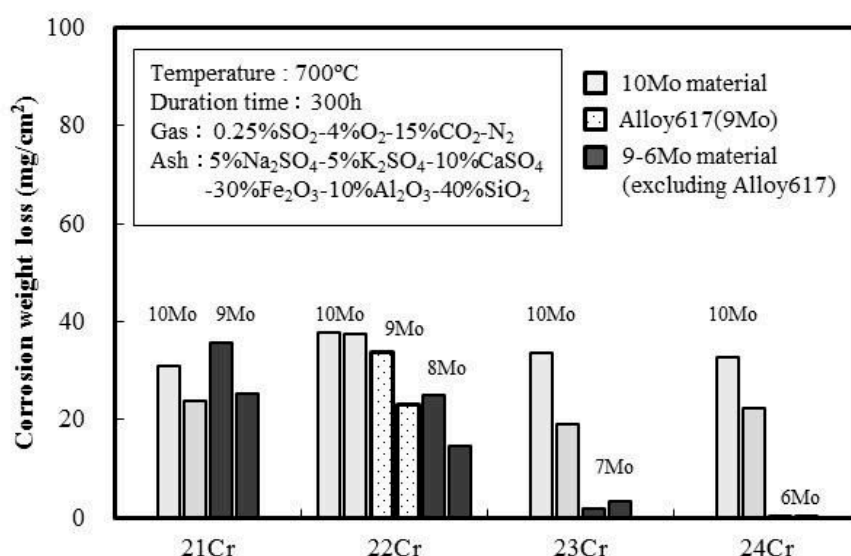 100
80
60
40
20
0
Corrosion weight loss (mg/cm²)
Temperature : 700℃
Duration time : 300h
Gas : 0.25%SO₂-4%O₂-15%CO₂-N₂
Ash : 5%Na₂SO₄-5%K₂SO₄-10%CaSO₄
-30%Fe₂O₃-10%Al₂O₃-40%SiO₂
10Mo material
Alloy617(9Mo)
9-6Mo material
(excluding Alloy617)
10Mo 9Mo
10Mo
9Mo
8Mo
10Mo
7Mo
10Mo
6Mo
21Cr 22Cr 23Cr 24Cr